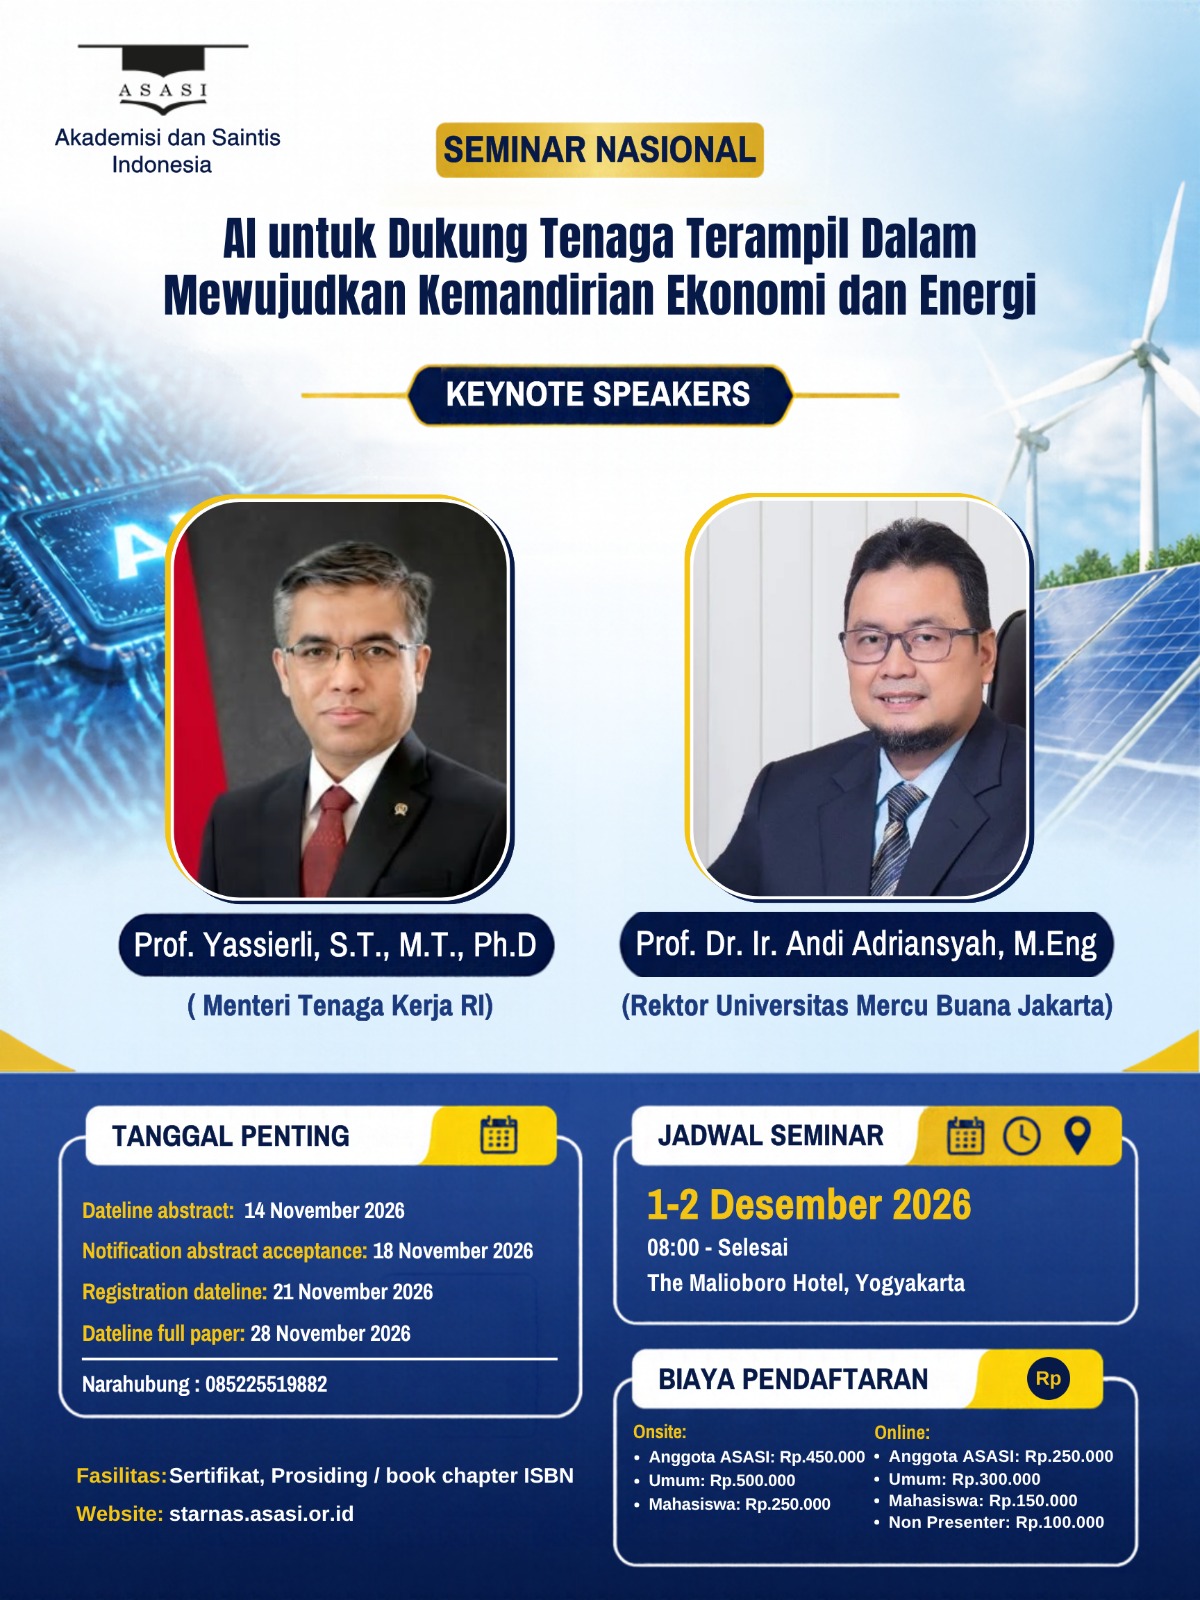 ASASI
Akademisi dan Saintis
Indonesia
SEMINAR NASIONAL
AI untuk Dukung Tenaga Terampil Dalam
Mewujudkan Kemandirian Ekonomi dan Energi
KEYNOTE SPEAKERS
Prof. Yassierli, S.T., M.T., Ph.D
( Menteri Tenaga Kerja RI)
Prof. Dr. Ir. Andi Adriansyah, M.Eng
(Rektor Universitas Mercu Buana Jakarta)
TANGGAL PENTING
Dateline abstract: 14 November 2026
Notification abstract acceptance: 18 November 2026
Registration dateline: 21 November 2026
Dateline full paper: 28 November 2026
Narahubung : 085225519882
Fasilitas: Sertifikat, Prosiding / book chapter ISBN
Website: starnas.asasi.or.id
JADWAL SEMINAR
1-2 Desember 2026
08:00 - Selesai
The Malioboro Hotel, Yogyakarta
BIAYA PENDAFTARAN
Rp
Onsite:
• Anggota ASASI: Rp.450.000
• Umum: Rp.500.000
• Mahasiswa: Rp.250.000
Online:
• Anggota ASASI: Rp.250.000
• Umum: Rp.300.000
• Mahasiswa: Rp.150.000
• Non Presenter: Rp.100.000